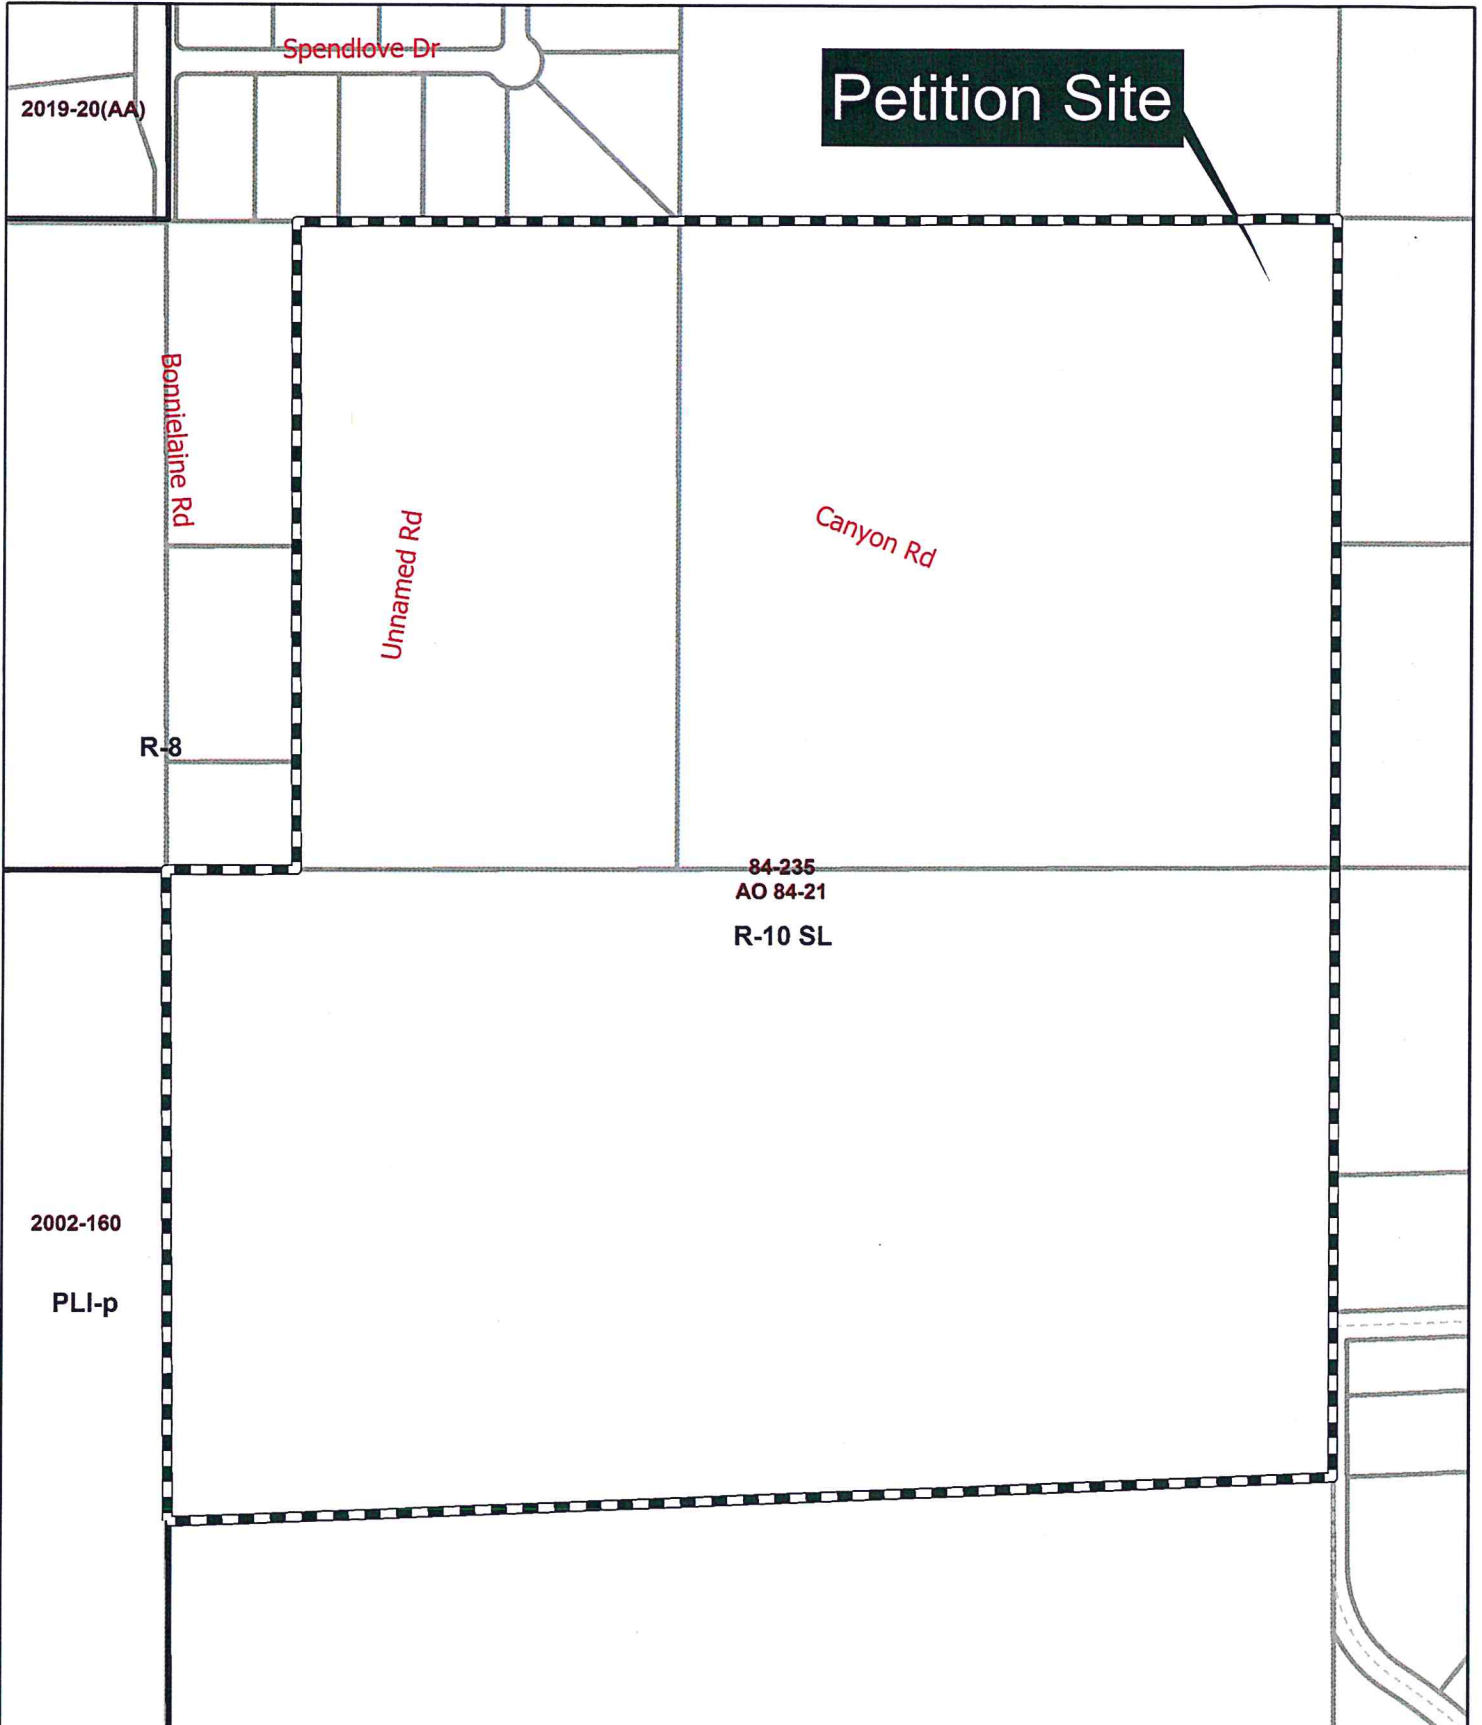 Spendlove Dr
Petition Site
2019-20(AA)
Bonnielaine Rd
Unnamed Rd
Canyon Rd
R-8
84-235
AO 84-21
R-10 SL
2002-160
PLI-p